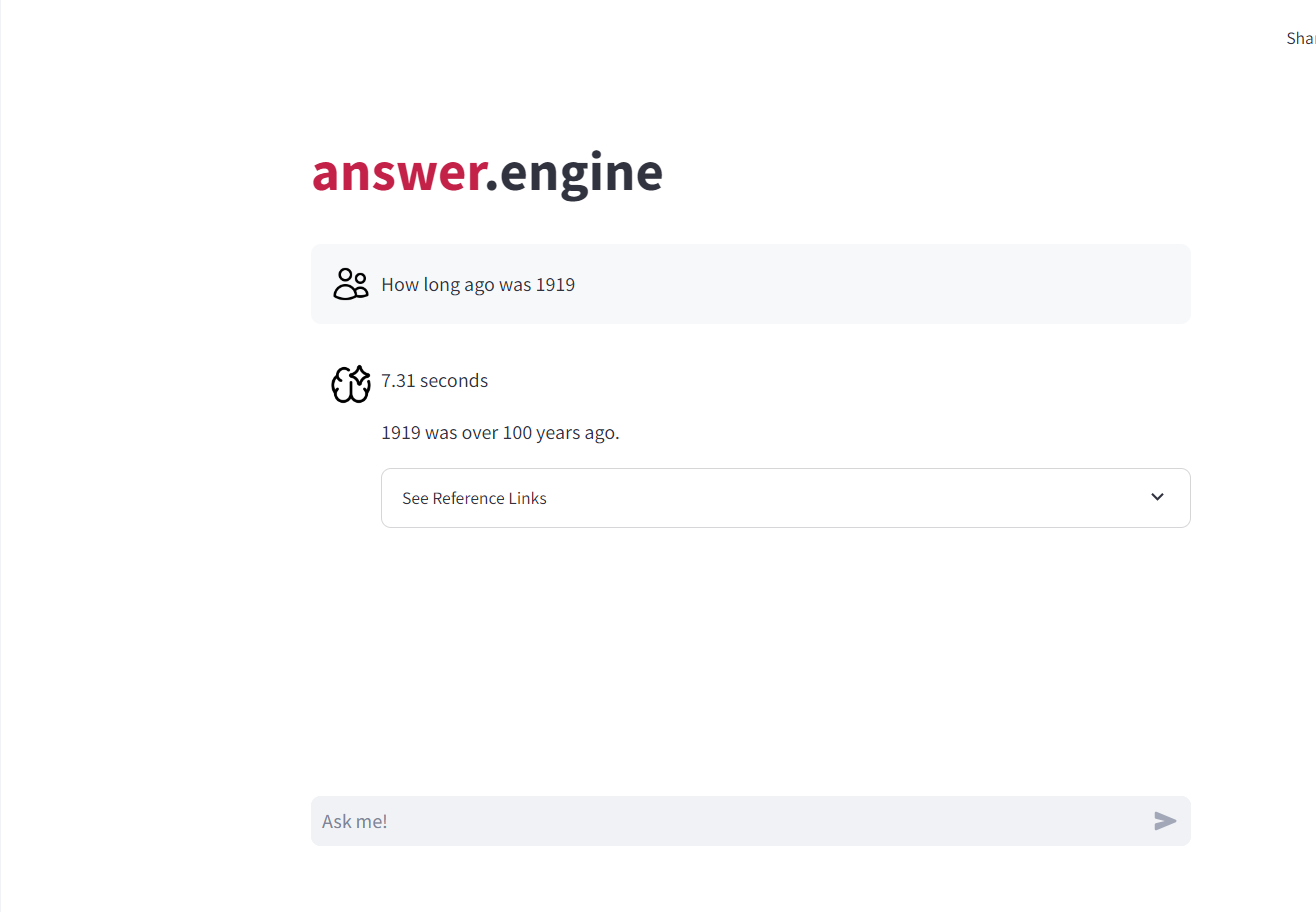 answer.engine
How long ago was 1919
7.31 seconds
1919 was over 100 years ago.
See Reference Links
Ask me!